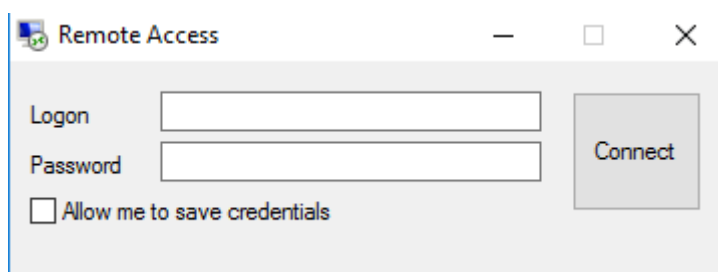 Remote Access
Logon
Password
Connect
Allow me to save credentials